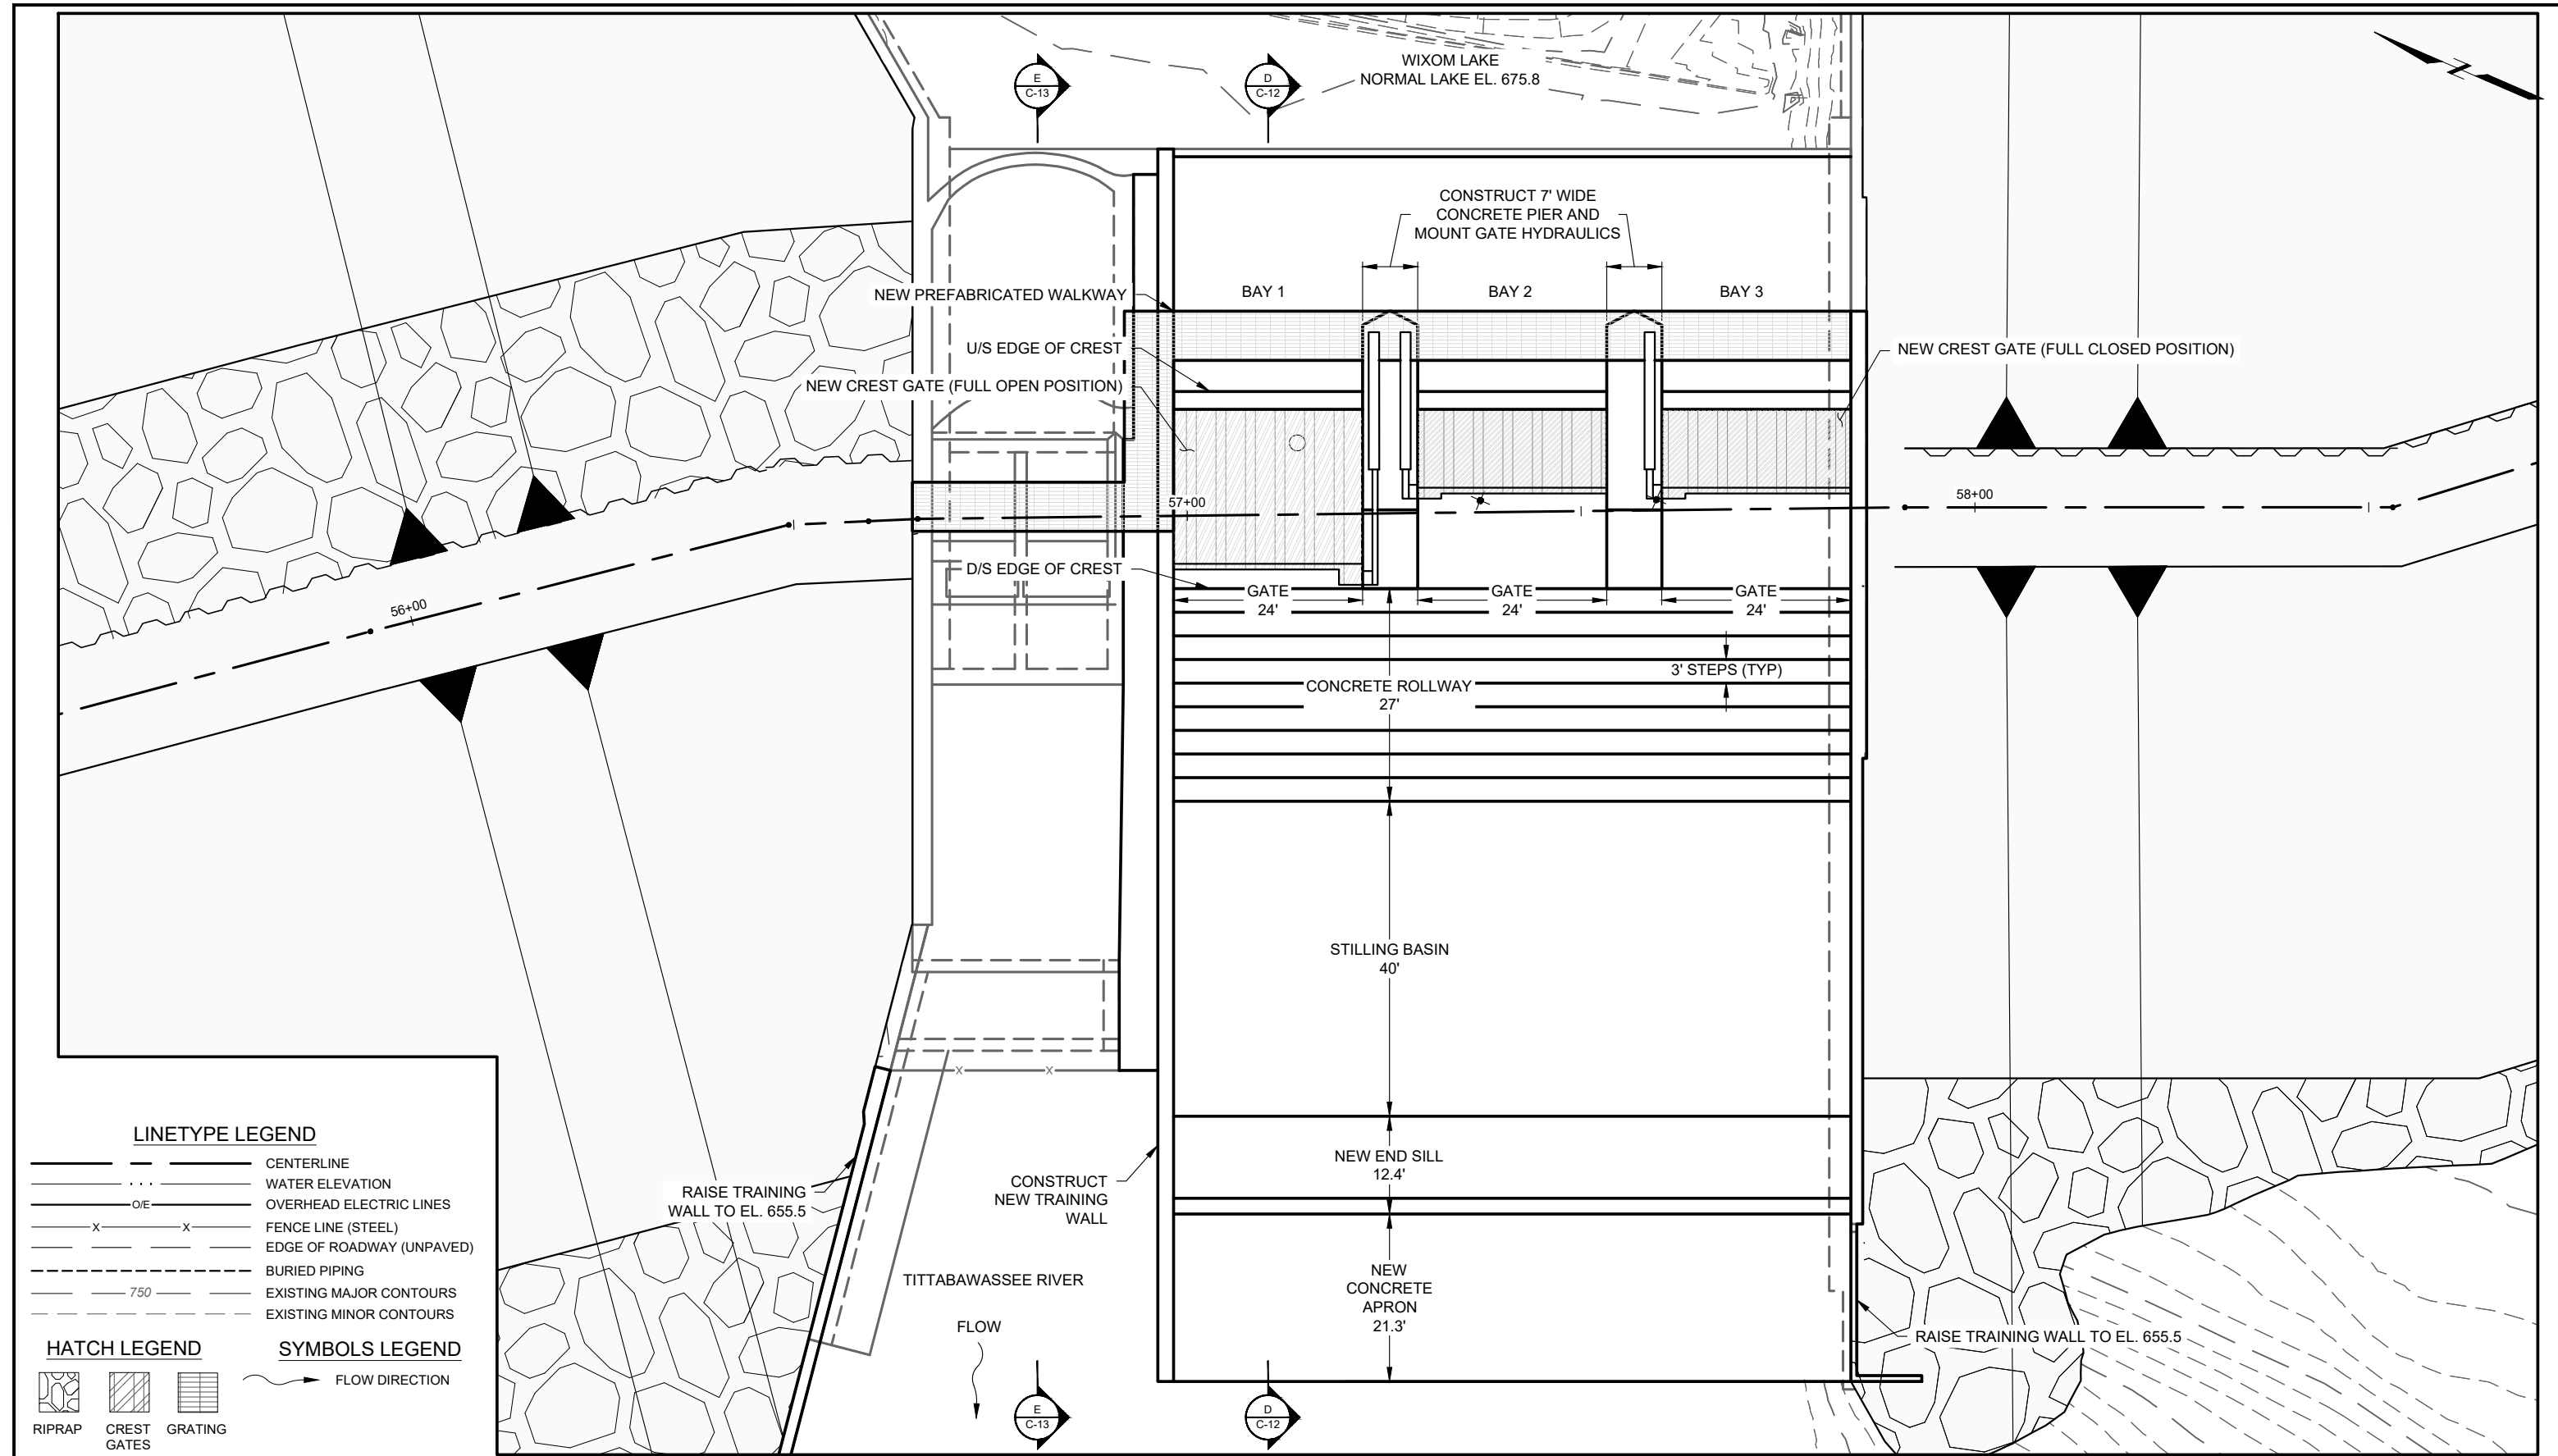 E
C-13
D
C-12
WIXOM LAKE
NORMAL LAKE EL. 675.8
CONSTRUCT 7' WIDE
CONCRETE PIER AND
MOUNT GATE HYDRAULICS
NEW PREFABRICATED WALKWAY
BAY 1
BAY 2
BAY 3
U/S EDGE OF CREST
NEW CREST GATE (FULL CLOSED POSITION)
NEW CREST GATE (FULL OPEN POSITION)
57+00
58+00
56+00
D/S EDGE OF CREST
GATE
24'
GATE
24'
GATE
24'
3' STEPS (TYP)
CONCRETE ROLLWAY
27'
STILLING BASIN
40'
X X
NEW END SILL
12.4'
CONSTRUCT
NEW TRAINING
WALL
RAISE TRAINING
WALL TO EL. 655.5
TITTABAWASSEE RIVER
FLOW
NEW
CONCRETE
APRON
21.3'
RAISE TRAINING WALL TO EL. 655.5
E
C-13
D
C-12
LINETYPE LEGEND
CENTERLINE
WATER ELEVATION
O/E OVERHEAD ELECTRIC LINES
X X FENCE LINE (STEEL)
EDGE OF ROADWAY (UNPAVED)
BURIED PIPING
750 EXISTING MAJOR CONTOURS
EXISTING MINOR CONTOURS
HATCH LEGEND
RIPRAP
CREST
GATES
GRATING
SYMBOLS LEGEND
FLOW DIRECTION
Z